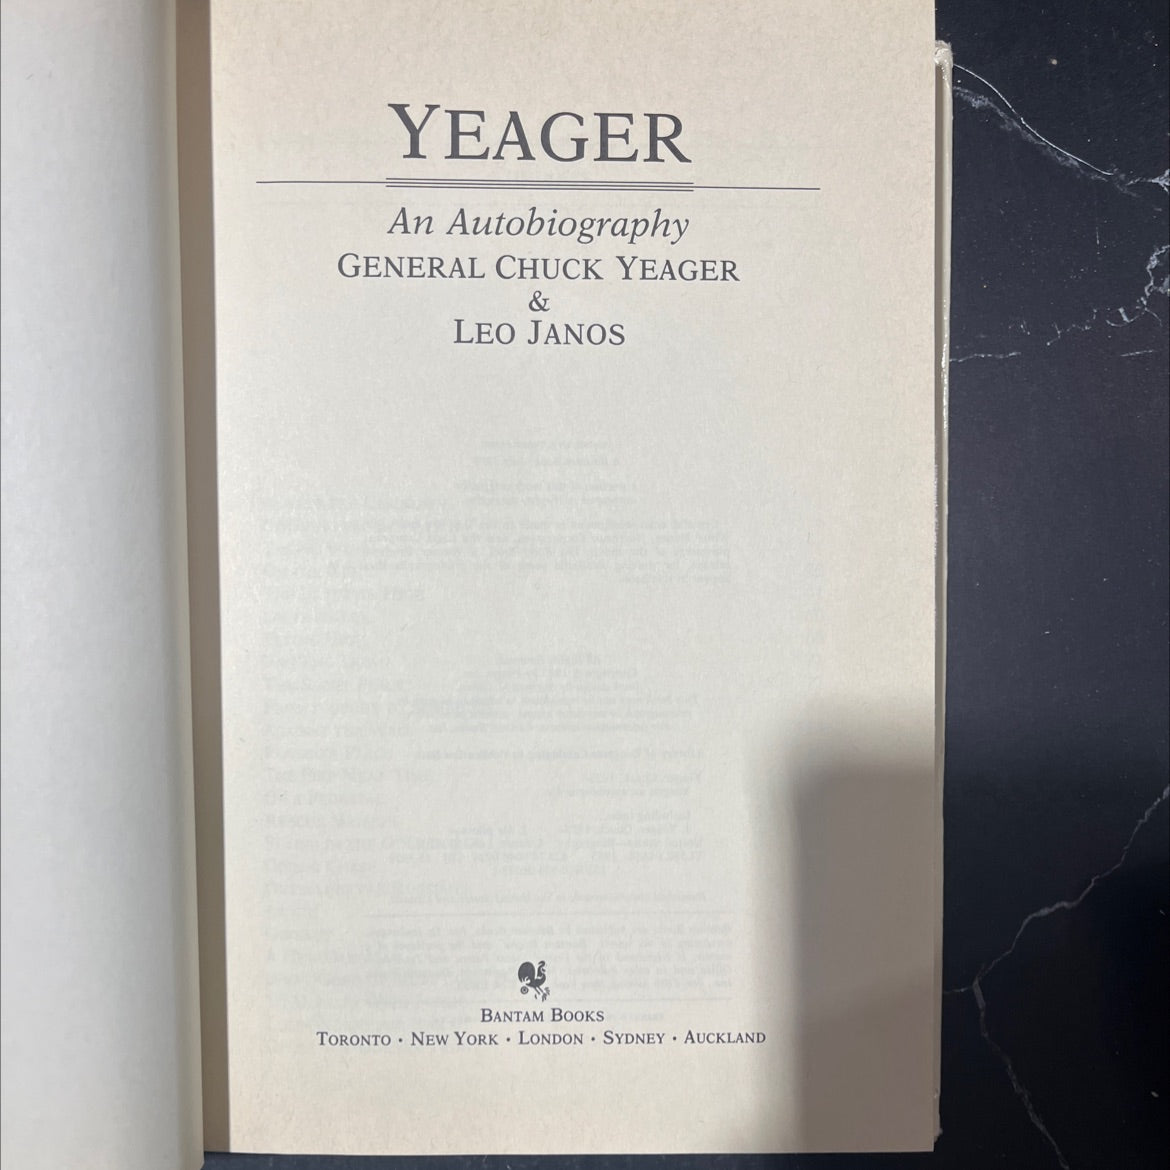 YEAGER
An Autobiography
GENERAL CHUCK YEAGER
&
LEO JANOS
BANTAM BOOKS
TORONTO • NEW YORK • LONDON • SYDNEY • AUCKLAND